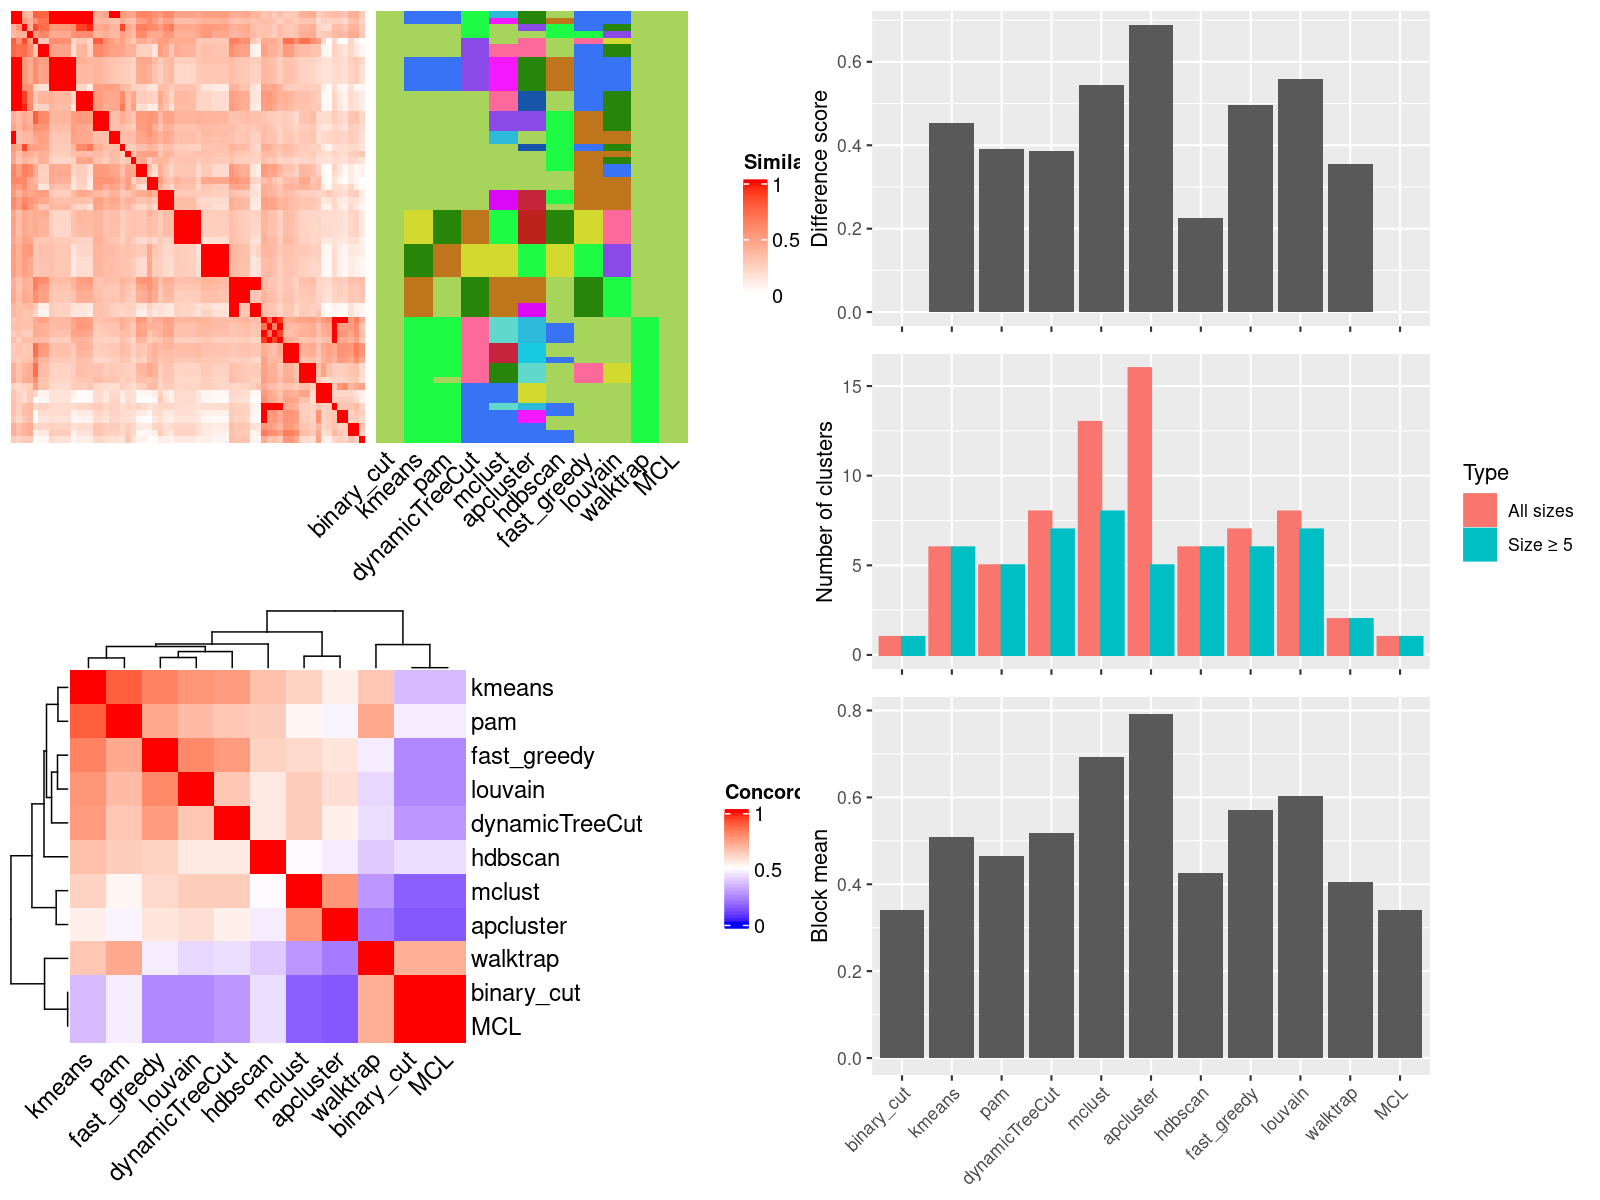 Simila
1
0.5
0
binary_cut
kmeans
pam
dynamicTreeCut
mclust
apcluster
hdbscan
fast_greedy
louvain
walktrap
MCL
kmeans
pam
fast_greedy
louvain
dynamicTreeCut
hdbscan
mclust
apcluster
walktrap
binary_cut
MCL
kmeans
pam
fast_greedy
louvain
dynamicTreeCut
hdbscan
mclust
apcluster
walktrap
binary_cut
MCL
Concord
1
0.5
0
Difference score
0.6
0.4
0.2
0.0
Number of clusters
15
10
5
0
Type
All sizes
Size ≥ 5
Block mean
0.8
0.6
0.4
0.2
0.0
binary_cut
kmeans
pam
dynamicTreeCut
mclust
apcluster
hdbscan
fast_greedy
louvain
walktrap
MCL